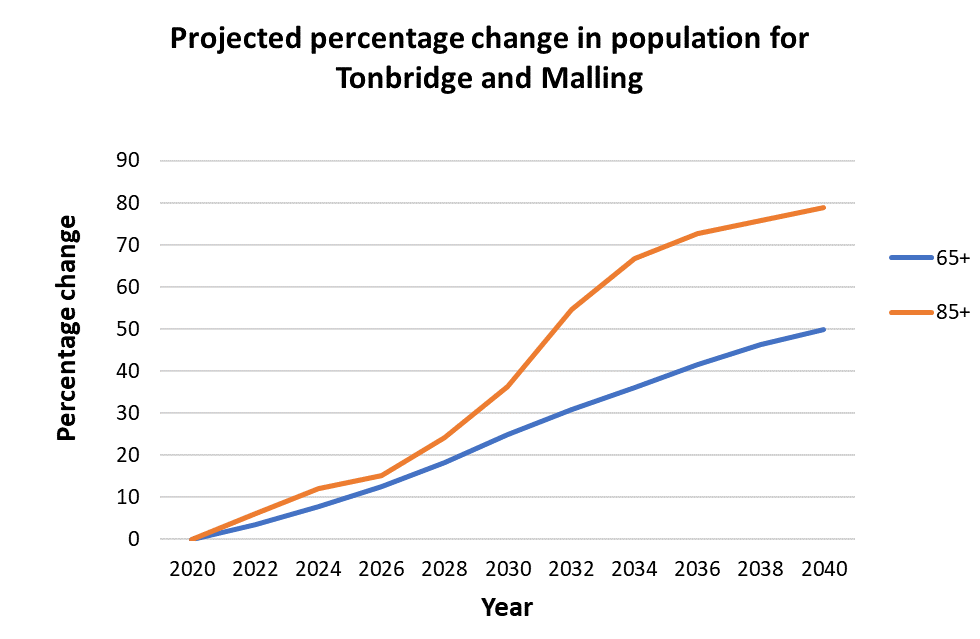 Projected percentage change in population for
Tonbridge and Malling
90
80
70
60
50
40
30
20
10
0
Percentage change
2020 2022 2024 2026 2028 2030 2032 2034 2036 2038 2040
Year
65+
85+